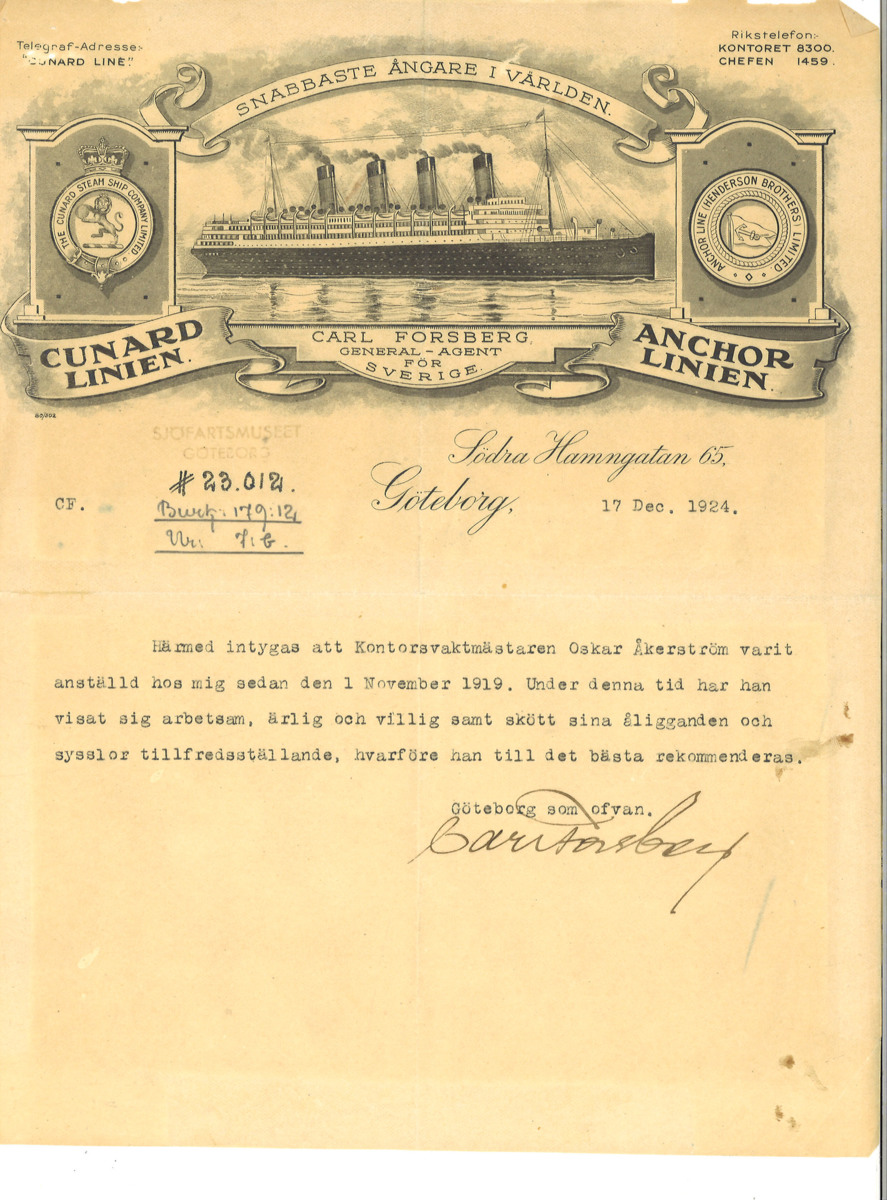 Telegraf-Adresse:-
"CUNARD LINE."
Rikstelefon:-
KONTORET 8300.
CHEFEN 1459.
SNABBASTE ÅNGARE I VÄRLDEN.
THE CUNARD STEAM SHIP COMPANY LIMITED
ANCHOR LINE (HENDERSON BROTHERS) LIMITED
CUNARD
LINIEN.
CARL FORSBERG,
GENERAL-AGENT
FÖR
SVERIGE.
ANCHOR
LINIEN.
SJÖFARTSMUSEET
GÖTEBORG
# 23.012.
179:12
Södra Hamngatan 65,
CF.
Göteborg, 17 Dec. 1924.
Härmed intygas att Kontorsvaktmästaren Oskar Åkerström varit
anställd hos mig sedan den 1 November 1919. Under denna tid har han
visat sig arbetsam, ärlig och villig samt skött sina åligganden och
sysslor tillfredsställande, hvarföre han till det bästa rekommenderas.
Göteborg som ofvan.
Carl Forsberg